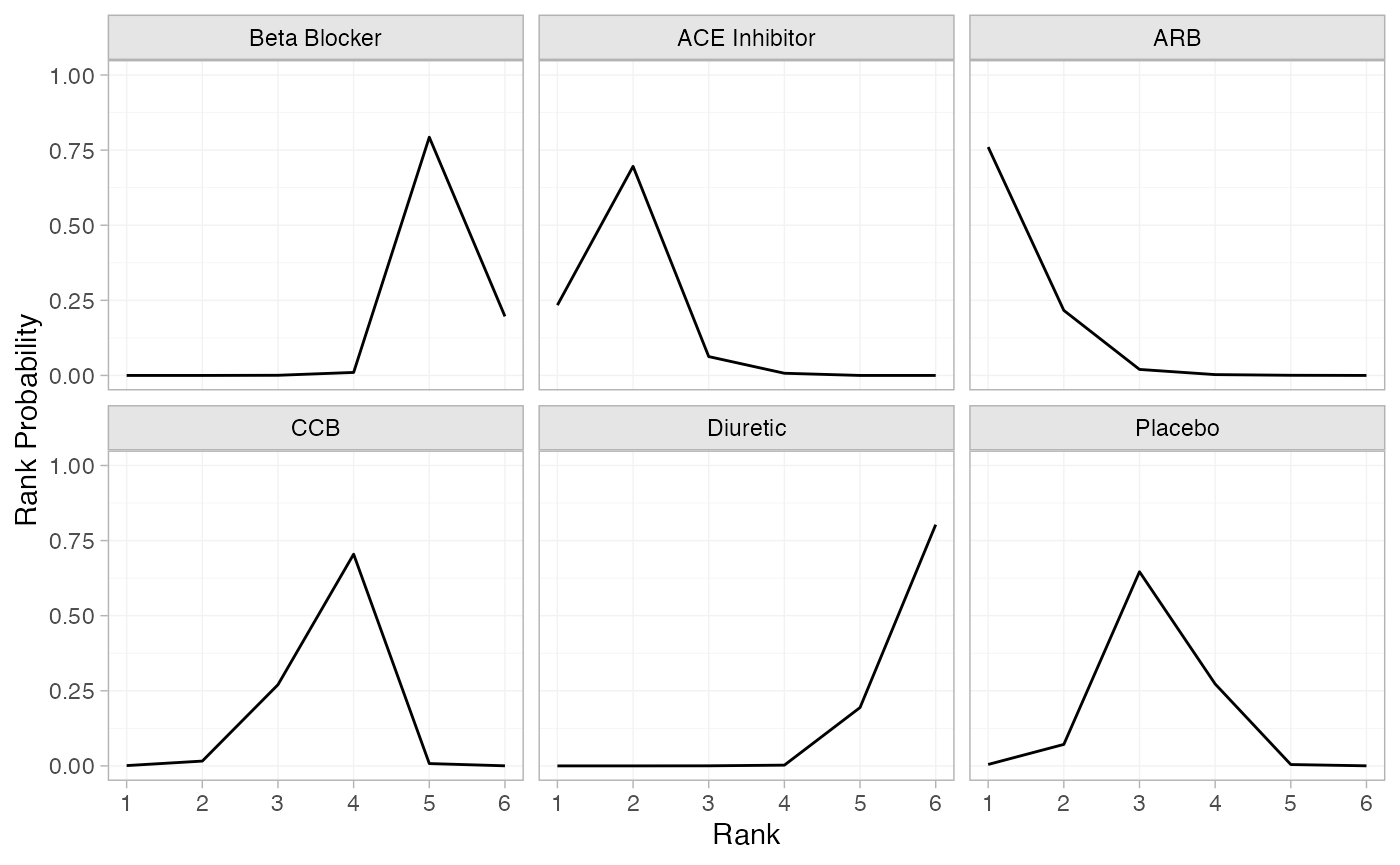 Beta Blocker
ACE Inhibitor
ARB
1.00
0.75
0.50
0.25
0.00
Rank Probability
CCB
Diuretic
Placebo
1.00
0.75
0.50
0.25
0.00
1 2 3 4 5 6
1 2 3 4 5 6
1 2 3 4 5 6
Rank